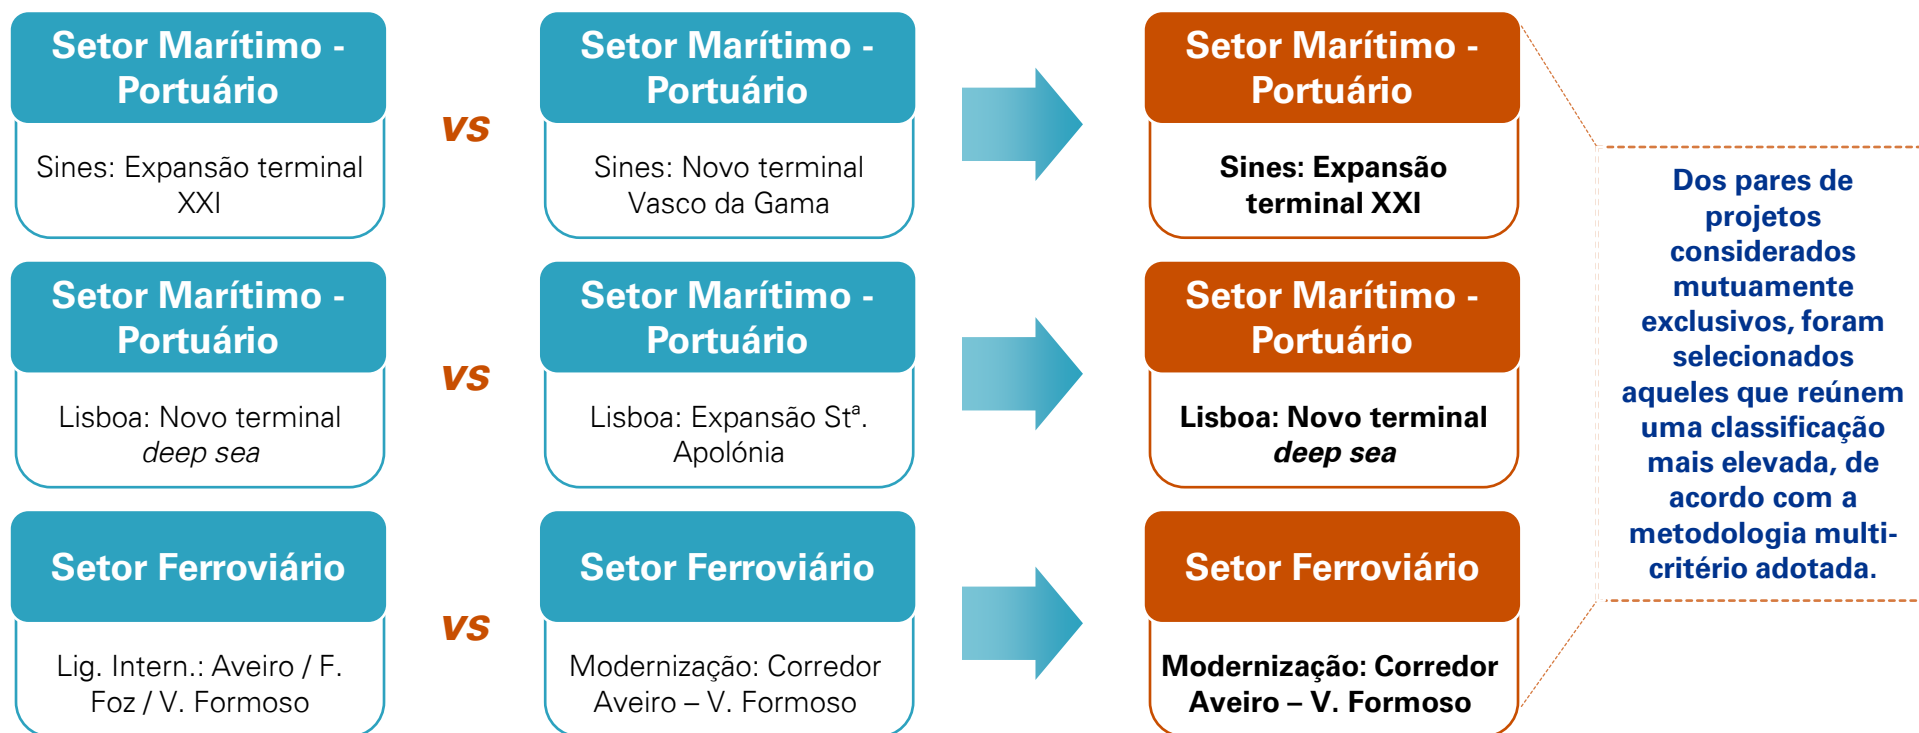 Setor Marítimo -
Portuário
Sines: Expansão terminal
XXI
vs
Setor Marítimo -
Portuário
Sines: Novo terminal
Vasco da Gama
Setor Marítimo -
Portuário
Sines: Expansão
terminal XXI
Setor Marítimo -
Portuário
Lisboa: Novo terminal
deep sea
vs
Setor Marítimo -
Portuário
Lisboa: Expansão Stª.
Apolónia
Setor Marítimo -
Portuário
Lisboa: Novo terminal
deep sea
Setor Ferroviário
Lig. Intern.: Aveiro / F.
Foz / V. Formoso
vs
Setor Ferroviário
Modernização: Corredor
Aveiro – V. Formoso
Setor Ferroviário
Modernização: Corredor
Aveiro – V. Formoso
Dos pares de
projetos
considerados
mutuamente
exclusivos, foram
selecionados
aqueles que reúnem
uma classificação
mais elevada, de
acordo com a
metodologia multi-
critério adotada.